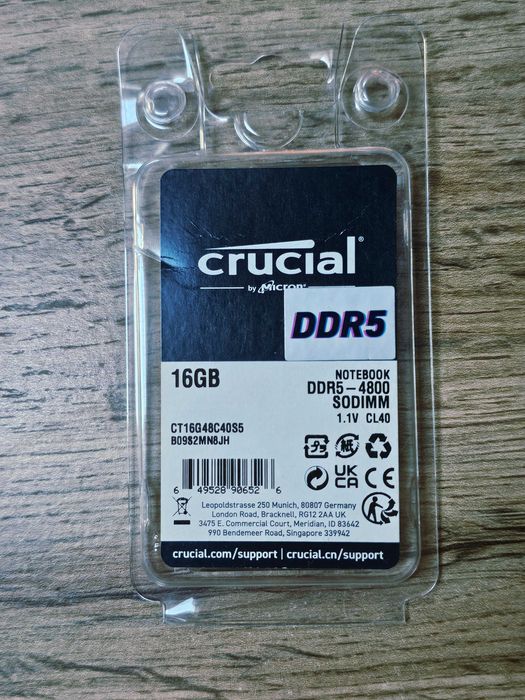 crucial®
by Micron®
DDR5
16GB
NOTEBOOK
DDR5-4800
SODIMM
1.1V CL40
CT16G48C40S5
B09S2MN8JH
6 49528 90652 6
UK
CA
CE
Leopoldstrasse 250 Munich, 80807 Germany
London Road, Bracknell, RG12 2AA UK
3475 E. Commercial Court, Meridian, ID 83642
990 Bendemeer Road, Singapore 339942
crucial.com/support | crucial.cn/support